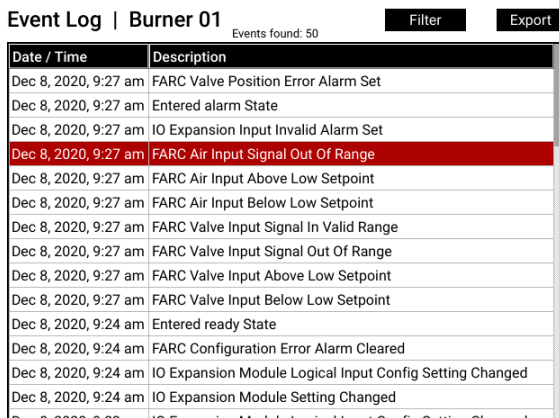 Event Log | Burner 01
Events found: 50
Filter
Export
Date / Time Description
Dec 8, 2020, 9:27 am FARC Valve Position Error Alarm Set
Dec 8, 2020, 9:27 am Entered alarm State
Dec 8, 2020, 9:27 am IO Expansion Input Invalid Alarm Set
Dec 8, 2020, 9:27 am FARC Air Input Signal Out Of Range
Dec 8, 2020, 9:27 am FARC Air Input Above Low Setpoint
Dec 8, 2020, 9:27 am FARC Air Input Below Low Setpoint
Dec 8, 2020, 9:27 am FARC Valve Input Signal In Valid Range
Dec 8, 2020, 9:27 am FARC Valve Input Signal Out Of Range
Dec 8, 2020, 9:27 am FARC Valve Input Above Low Setpoint
Dec 8, 2020, 9:27 am FARC Valve Input Below Low Setpoint
Dec 8, 2020, 9:24 am Entered ready State
Dec 8, 2020, 9:24 am FARC Configuration Error Alarm Cleared
Dec 8, 2020, 9:24 am IO Expansion Module Logical Input Config Setting Changed
Dec 8, 2020, 9:24 am IO Expansion Module Setting Changed